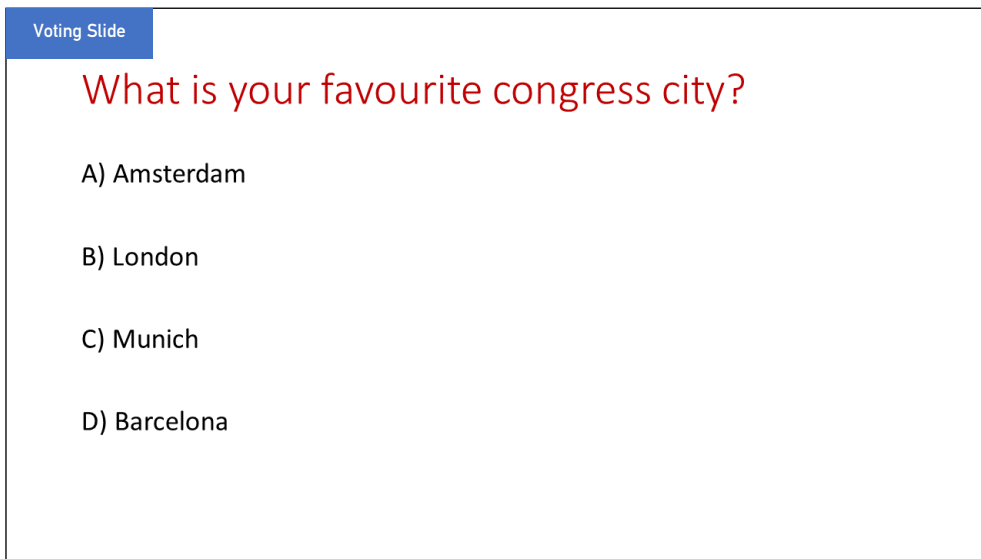 Voting Slide
What is your favourite congress city?
A) Amsterdam
B) London
C) Munich
D) Barcelona